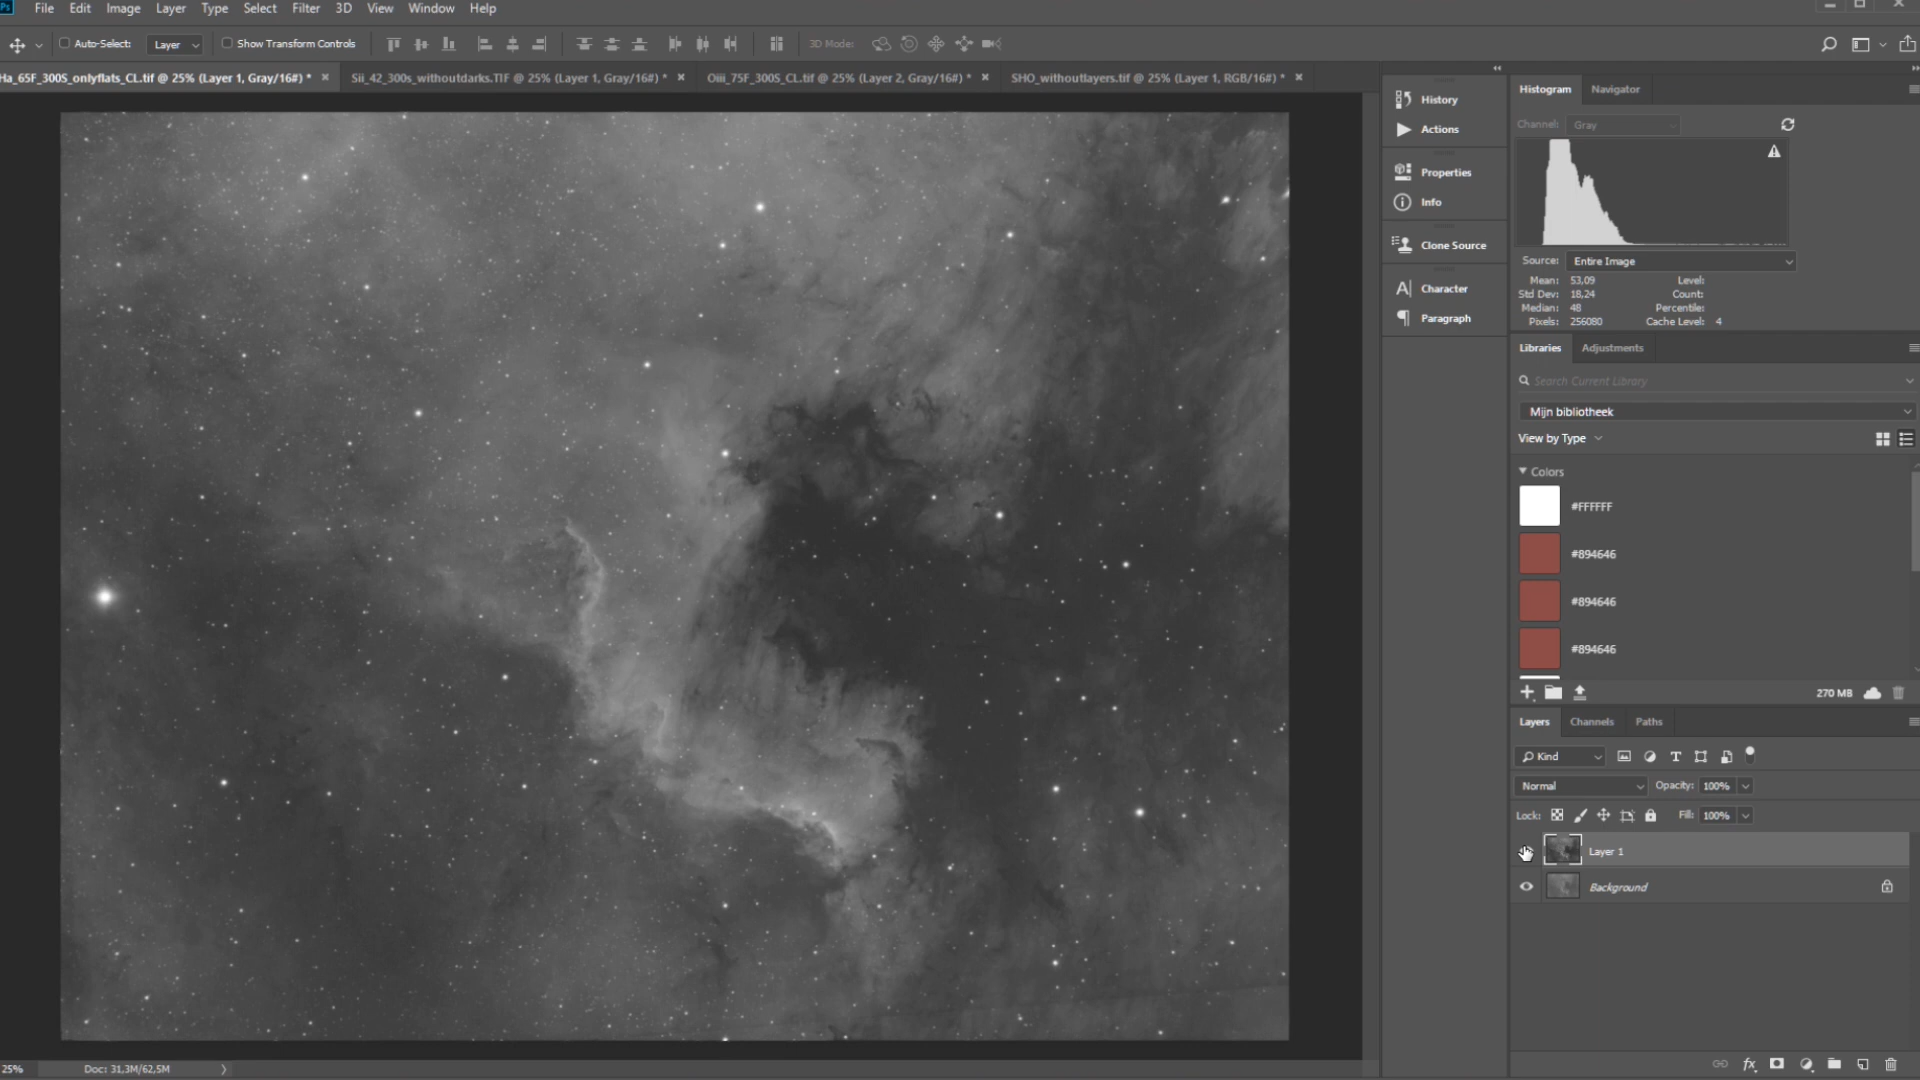 Ps File Edit Image Layer Type Select Filter 3D View Window Help
Auto-Select: Layer Show Transform Controls 3D Mode:
Ha_65F_300S_onlyflats_CL.tif @ 25% (Layer 1, Gray/16#) * Sii_42_300s_withoutdarks.TIF @ 25% (Layer 1, Gray/16#) * Oiii_75F_300S_CL.tif @ 25% (Layer 2, Gray/16#) * SHO_withoutlayers.tif @ 25% (Layer 1, RGB/16#) *
History
Actions
Properties
Info
Clone Source
Character
Paragraph
Histogram Navigator
Channel: Gray
Source: Entire Image
Mean: 53,09 Level:
Std Dev: 18,24 Count:
Median: 48 Percentile:
Pixels: 256080 Cache Level: 4
Libraries Adjustments
Search Current Library
Mijn bibliotheek
View by Type
Colors
#FFFFFF
#894646
#894646
#894646
270 MB
Layers Channels Paths
Kind
Normal Opacity: 100%
Lock: Fill: 100%
Layer 1
Background
fx
25% Doc: 31,3M/62,5M